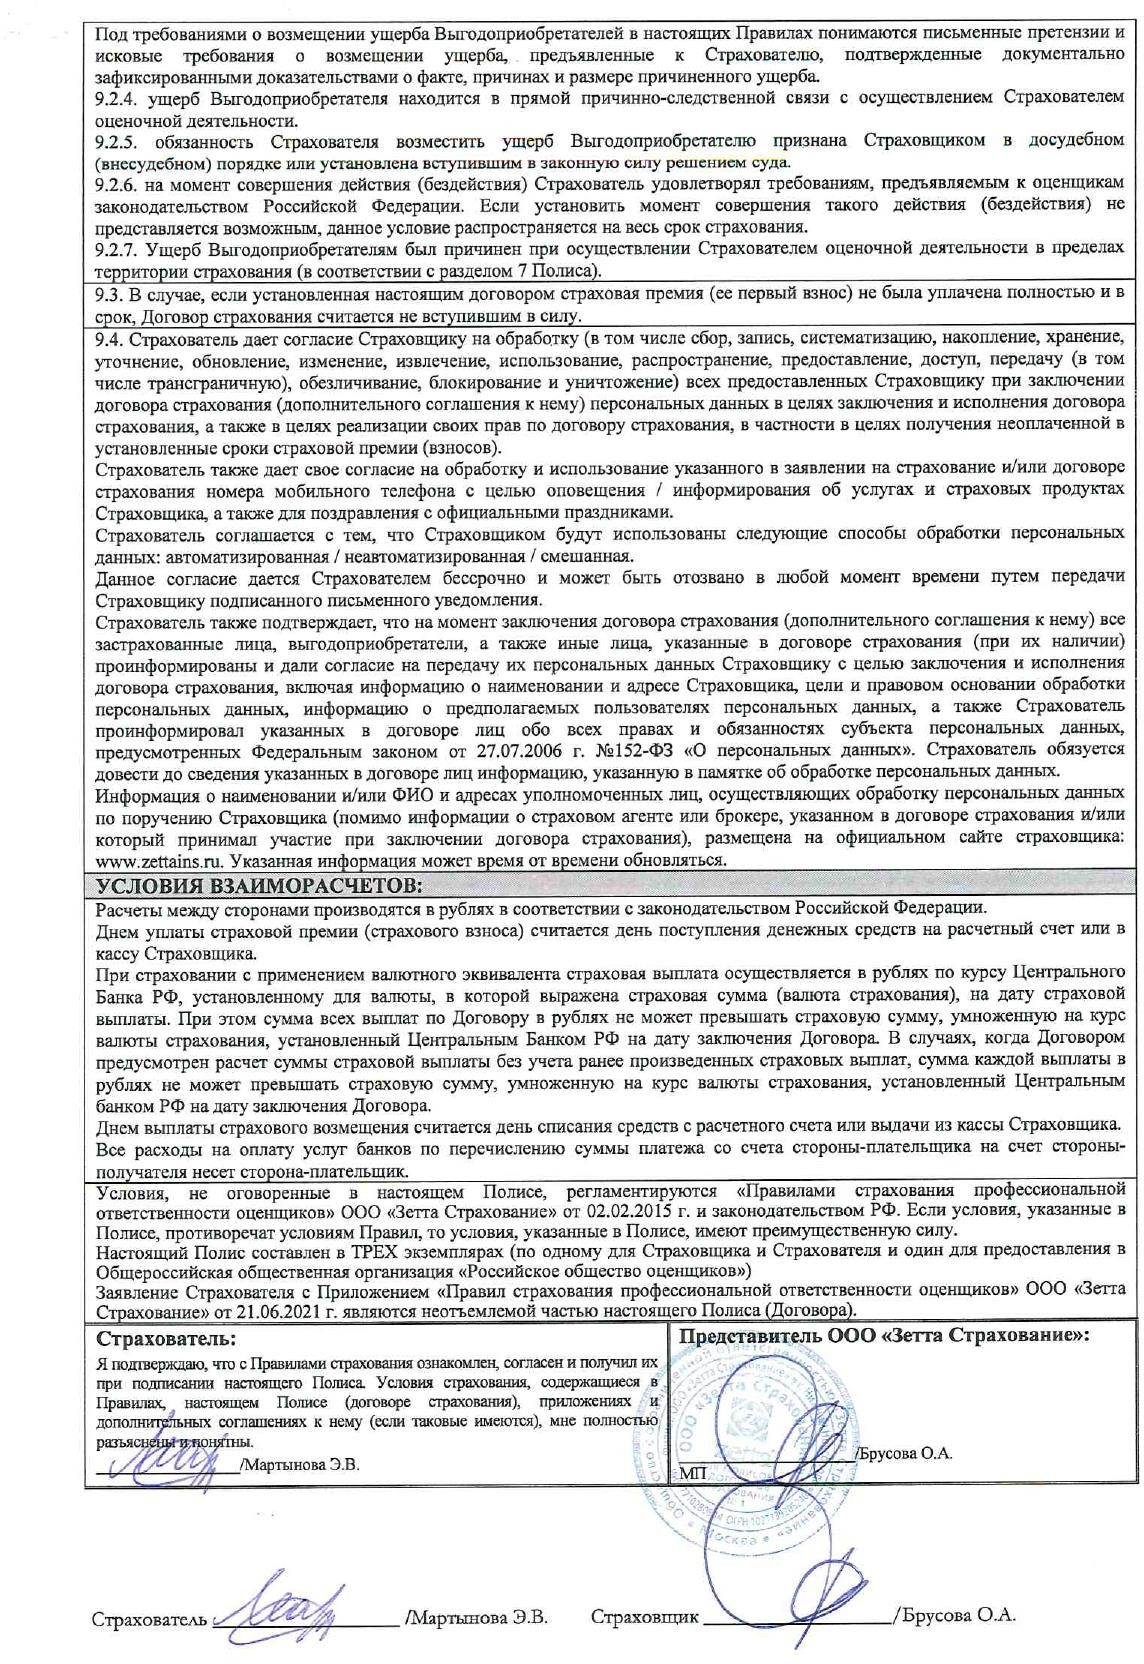 Под требованиями о возмещении ущерба Выгодоприобретателей в настоящих Правилах понимаются письменные претензии и
исковые требования о возмещении ущерба, предъявленные к Страхователю, подтвержденные документально
зафиксированными доказательствами о факте, причинах и размере причиненного ущерба.
9.2.4. ущерб Выгодоприобретателя находится в прямой причинно-следственной связи с осуществлением Страхователем
оценочной деятельности.
9.2.5. обязанность Страхователя возместить ущерб Выгодоприобретателю признана Страховщиком в досудебном
(внесудебном) порядке или установлена вступившим в законную силу решением суда.
9.2.6. на момент совершения действия (бездействия) Страхователь удовлетворял требованиям, предъявляемым к оценщикам
законодательством Российской Федерации. Если установить момент совершения такого действия (бездействия) не
представляется возможным, данное условие распространяется на весь срок страхования.
9.2.7. Ущерб Выгодоприобретателям был причинен при осуществлении Страхователем оценочной деятельности в пределах
территории страхования (в соответствии с разделом 7 Полиса).
9.3. В случае, если установленная настоящим договором страховая премия (ее первый взнос) не была уплачена полностью и в
срок, Договор страхования считается не вступившим в силу.
9.4. Страхователь дает согласие Страховщику на обработку (в том числе сбор, запись, систематизацию, накопление, хранение,
уточнение, обновление, изменение, извлечение, использование, распространение, предоставление, доступ, передачу (в том
числе трансграничную), обезличивание, блокирование и уничтожение) всех предоставленных Страховщику при заключении
договора страхования (дополнительного соглашения к нему) персональных данных в целях заключения и исполнения договора
страхования, а также в целях реализации своих прав по договору страхования, в частности в целях получения неоплаченной в
установленные сроки страховой премии (взносов).
Страхователь также дает свое согласие на обработку и использование указанного в заявлении на страхование и/или договоре
страхования номера мобильного телефона с целью оповещения / информирования об услугах и страховых продуктах
Страховщика, а также для поздравления с официальными праздниками.
Страхователь соглашается с тем, что Страховщиком будут использованы следующие способы обработки персональных
данных: автоматизированная / неавтоматизированная / смешанная.
Данное согласие дается Страхователем бессрочно и может быть отозвано в любой момент времени путем передачи
Страховщику подписанного письменного уведомления.
Страхователь также подтверждает, что на момент заключения договора страхования (дополнительного соглашения к нему) все
застрахованные лица, выгодоприобретатели, а также иные лица, указанные в договоре страхования (при их наличии)
проинформированы и дали согласие на передачу их персональных данных Страховщику с целью заключения и исполнения
договора страхования, включая информацию о наименовании и адресе Страховщика, цели и правовом основании обработки
персональных данных, информацию о предполагаемых пользователях персональных данных, а также Страхователь
проинформировал указанных в договоре лиц обо всех правах и обязанностях субъекта персональных данных,
предусмотренных Федеральным законом от 27.07.2006 г. №152-ФЗ «О персональных данных». Страхователь обязуется
довести до сведения указанных в договоре лиц информацию, указанную в памятке об обработке персональных данных.
Информация о наименовании и/или ФИО и адресах уполномоченных лиц, осуществляющих обработку персональных данных
по поручению Страховщика (помимо информации о страховом агенте или брокере, указанном в договоре страхования и/или
который принимал участие при заключении договора страхования), размещена на официальном сайте страховщика:
www.zettains.ru. Указанная информация может время от времени обновляться.
УСЛОВИЯ ВЗАИМОРАСЧЕТОВ:
Расчеты между сторонами производятся в рублях в соответствии с законодательством Российской Федерации.
Днем уплаты страховой премии (страхового взноса) считается день поступления денежных средств на расчетный счет или в
кассу Страховщика.
При страховании с применением валютного эквивалента страховая выплата осуществляется в рублях по курсу Центрального
Банка РФ, установленному для валюты, в которой выражена страховая сумма (валюта страхования), на дату страховой
выплаты. При этом сумма всех выплат по Договору в рублях не может превышать страховую сумму, умноженную на курс
валюты страхования, установленный Центральным Банком РФ на дату заключения Договора. В случаях, когда Договором
предусмотрен расчет суммы страховой выплаты без учета ранее произведенных страховых выплат, сумма каждой выплаты в
рублях не может превышать страховую сумму, умноженную на курс валюты страхования, установленный Центральным
банком РФ на дату заключения Договора.
Днем выплаты страхового возмещения считается день списания средств с расчетного счета или выдачи из кассы Страховщика.
Все расходы на оплату услуг банков по перечислению суммы платежа со счета стороны-плательщика на счет стороны-
получателя несет сторона-плательщик.
Условия, не оговоренные в настоящем Полисе, регламентируются «Правилами страхования профессиональной
ответственности оценщиков» ООО «Зетта Страхование» от 02.02.2015 г. и законодательством РФ. Если условия, указанные в
Полисе, противоречат условиям Правил, то условия, указанные в Полисе, имеют преимущественную силу.
Настоящий Полис составлен в ТРЕХ экземплярах (по одному для Страховщика и Страхователя и один для предоставления в
Общероссийская общественная организация «Российское общество оценщиков»)
Заявление Страхователя с Приложением «Правил страхования профессиональной ответственности оценщиков» ООО «Зетта
Страхование» от 21.06.2021 г. являются неотъемлемой частью настоящего Полиса (Договора).
Страхователь:
Я подтверждаю, что с Правилами страхования ознакомлен, согласен и получил их
при подписании настоящего Полиса. Условия страхования, содержащиеся в
Правилах, настоящем Полисе (договоре страхования), приложениях и
дополнительных соглашениях к нему (если таковые имеются), мне полностью
разъяснены и понятны.
/Мартынова Э.В.
Представитель ООО «Зетта Страхование»:
/Брусова О.А.
МП
Страхователь /Мартынова Э.В. Страховщик /Брусова О.А.